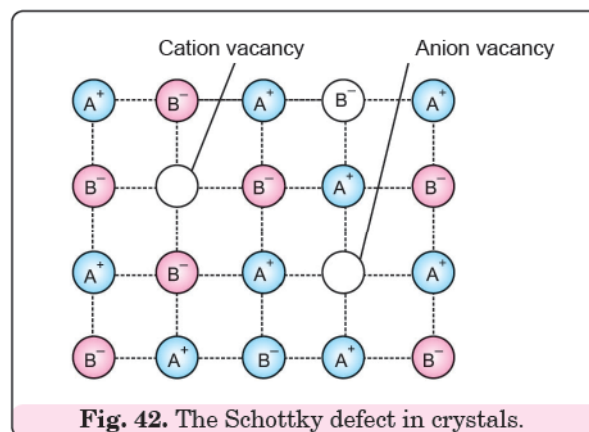 Cation vacancy Anion vacancy
A⁺ B⁻ A⁺ B⁻ A⁺
B⁻ B⁻ A⁺ B⁻
A⁺ B⁻ A⁺ A⁺
B⁻ A⁺ B⁻ A⁺ B⁻
Fig. 42. The Schottky defect in crystals.